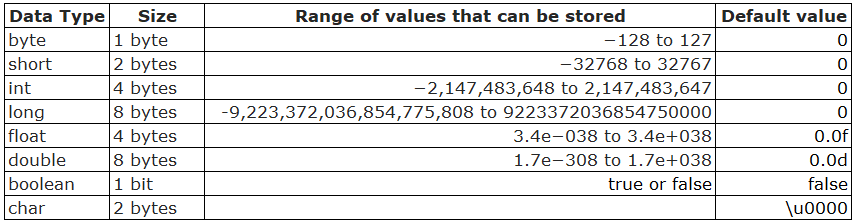 Data Type Size Range of values that can be stored Default value
byte 1 byte −128 to 127 0
short 2 bytes −32768 to 32767 0
int 4 bytes −2,147,483,648 to 2,147,483,647 0
long 8 bytes -9,223,372,036,854,775,808 to 9223372036854750000 0
float 4 bytes 3.4e−038 to 3.4e+038 0.0f
double 8 bytes 1.7e−308 to 1.7e+038 0.0d
boolean 1 bit true or false false
char 2 bytes \u0000